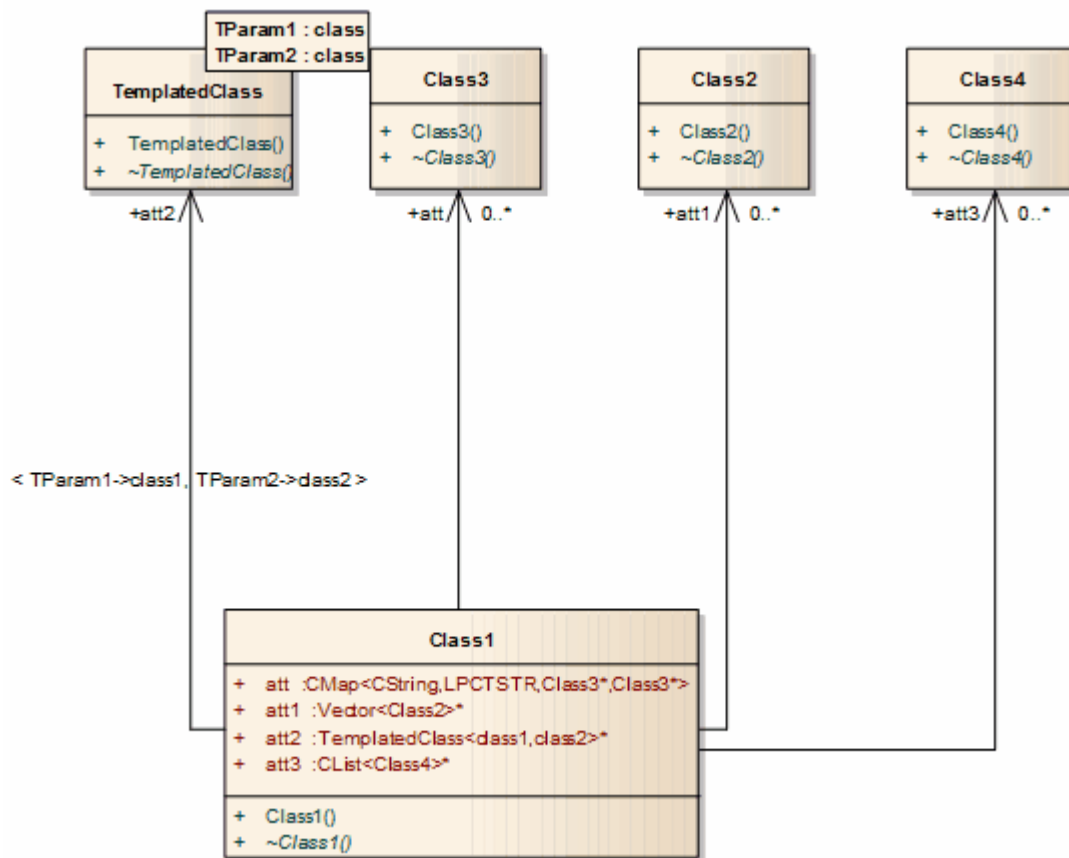 TParam1 : class
TParam2 : class
TemplatedClass
+ TemplatedClass()
+ ~TemplatedClass()
Class3
+ Class3()
+ ~Class3()
Class2
+ Class2()
+ ~Class2()
Class4
+ Class4()
+ ~Class4()
+att2
+att 0..*
+att1 0..*
+att3 0..*
< TParam1->class1, TParam2->class2 >
Class1
+ att :CMap<CString,LPCTSTR,Class3*,Class3*>
+ att1 :Vector<Class2>*
+ att2 :TemplatedClass<class1,class2>*
+ att3 :CList<Class4>*
+ Class1()
+ ~Class1()